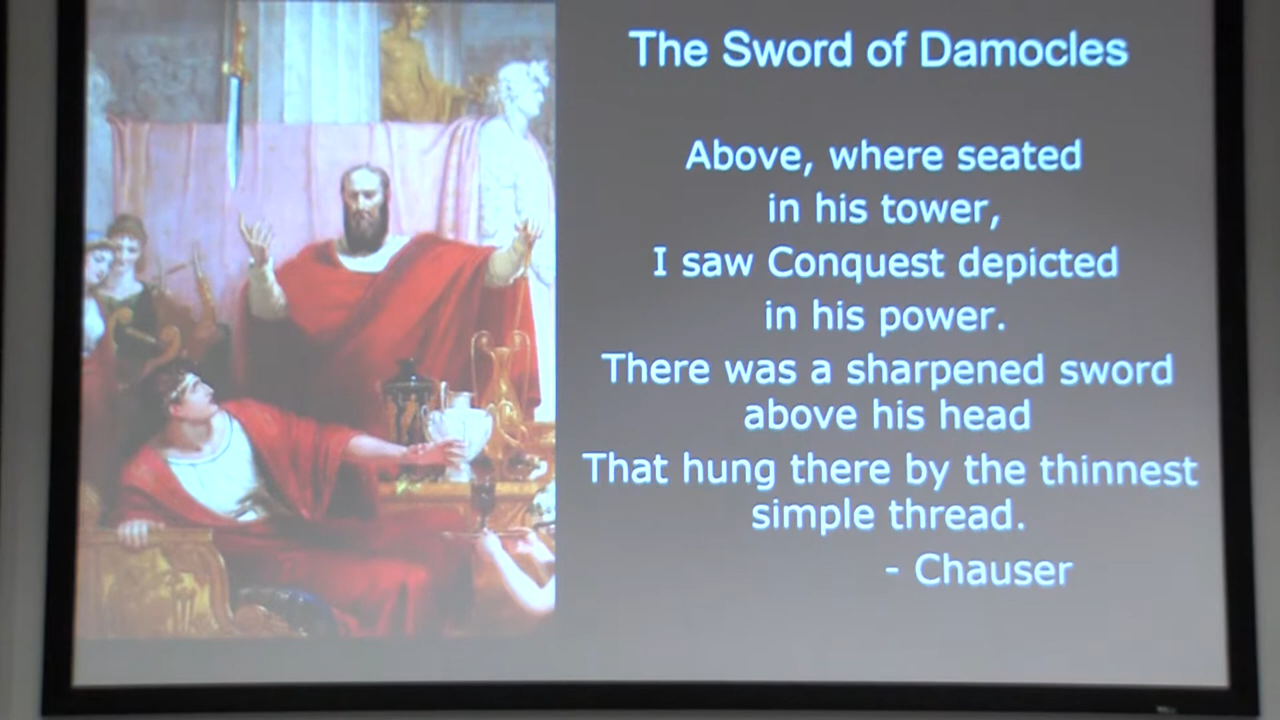 The Sword of Damocles
Above, where seated
in his tower,
I saw Conquest depicted
in his power.
There was a sharpened sword
above his head
That hung there by the thinnest
simple thread.
- Chauser